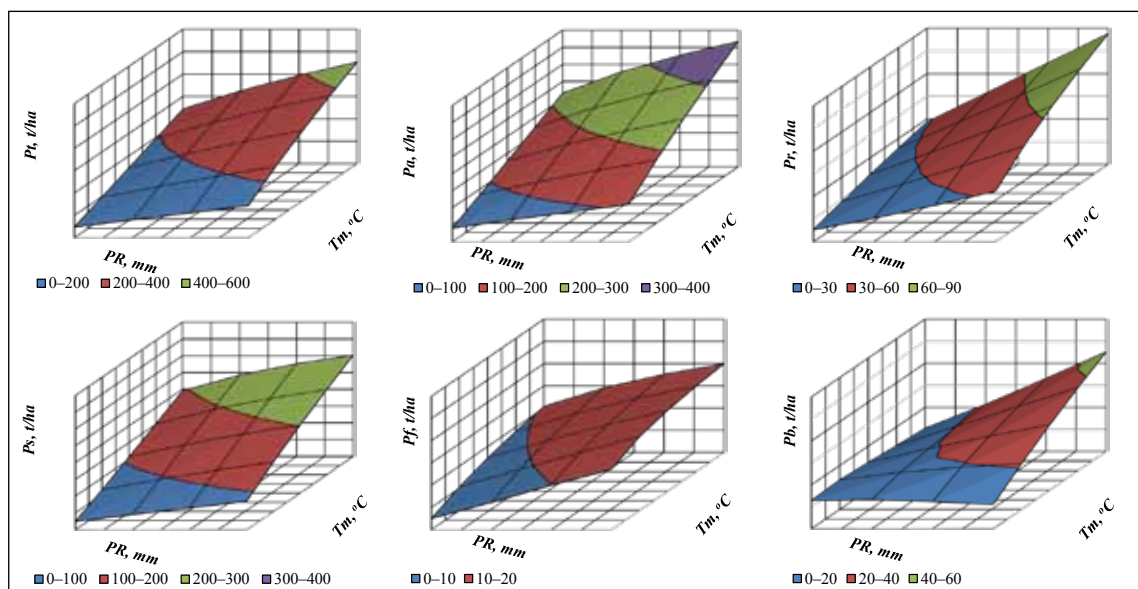 Pt, t/ha
PR, mm
Tm, °C
0–200 200–400 400–600
Pa, t/ha
PR, mm
Tm, °C
0–100 100–200 200–300 300–400
Pr, t/ha
PR, mm
Tm, °C
0–30 30–60 60–90
Ps, t/ha
PR, mm
Tm, °C
0–100 100–200 200–300 300–400
Pf, t/ha
PR, mm
Tm, °C
0–10 10–20
Pb, t/ha
PR, mm
Tm, °C
0–20 20–40 40–60